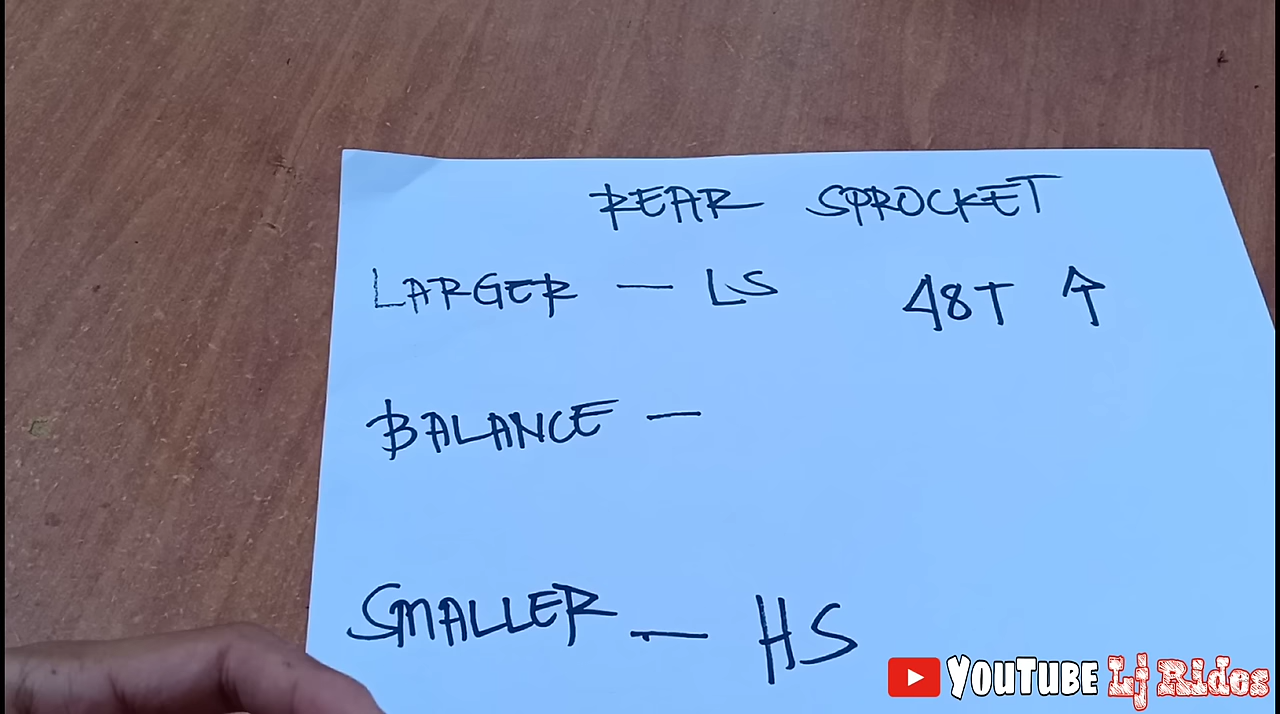 REAR SPROCKET
LARGER — LS 48T ↑
BALANCE —
SMALLER — HS
YOUTUBE Lj Rides